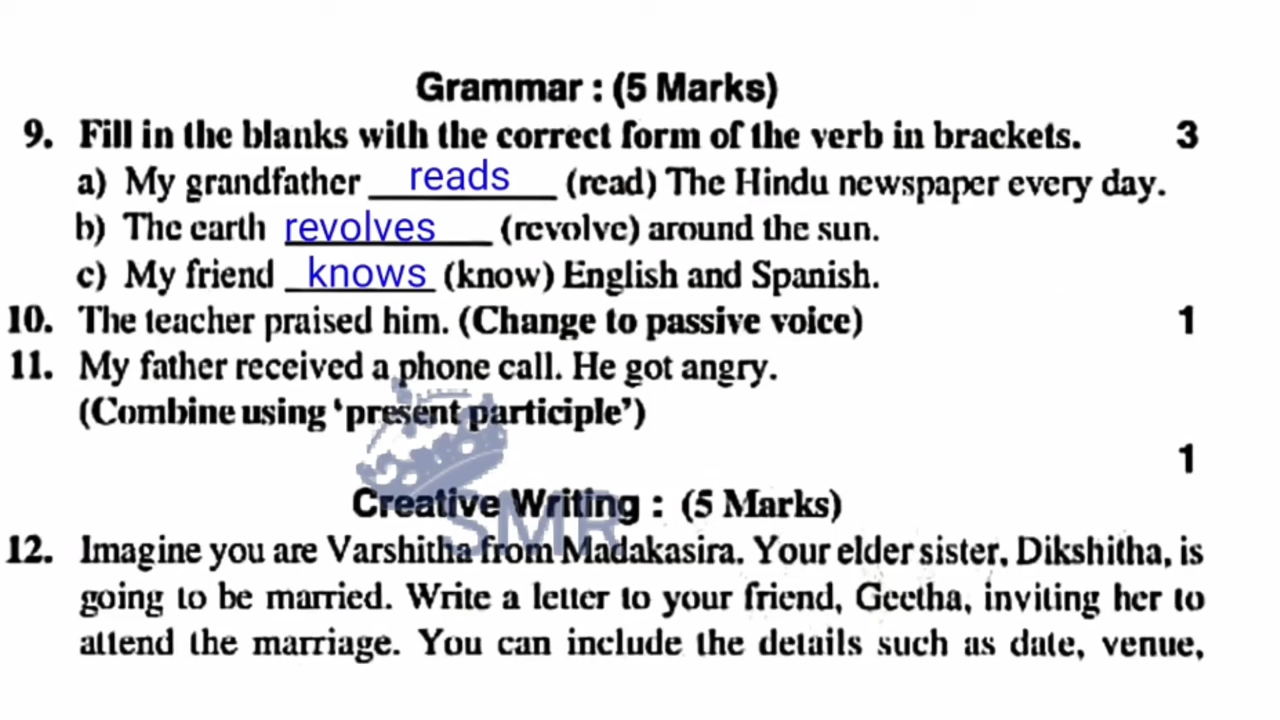 Grammar : (5 Marks)
9. Fill in the blanks with the correct form of the verb in brackets. 3
a) My grandfather reads (read) The Hindu newspaper every day.
b) The earth revolves (revolve) around the sun.
c) My friend knows (know) English and Spanish.
10. The teacher praised him. (Change to passive voice) 1
11. My father received a phone call. He got angry.
(Combine using ‘present participle’)
1
Creative Writing : (5 Marks)
SMR
12. Imagine you are Varshitha from Madakasira. Your elder sister, Dikshitha, is
going to be married. Write a letter to your friend, Geetha, inviting her to
attend the marriage. You can include the details such as date, venue,